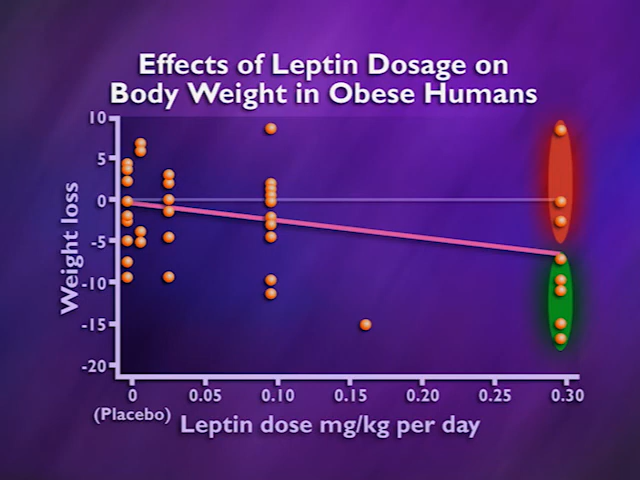 Effects of Leptin Dosage on
Body Weight in Obese Humans
Weight loss
10
5
0
-5
-10
-15
-20
0 0.05 0.10 0.15 0.20 0.25 0.30
(Placebo)
Leptin dose mg/kg per day